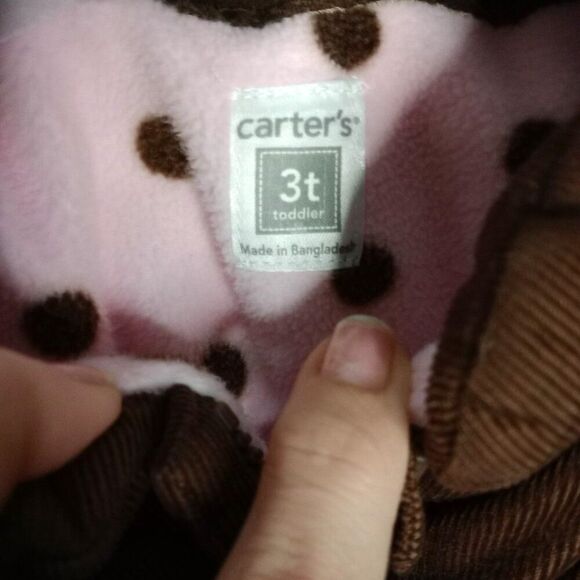 carter's®
3t
toddler
Made in Bangladesh